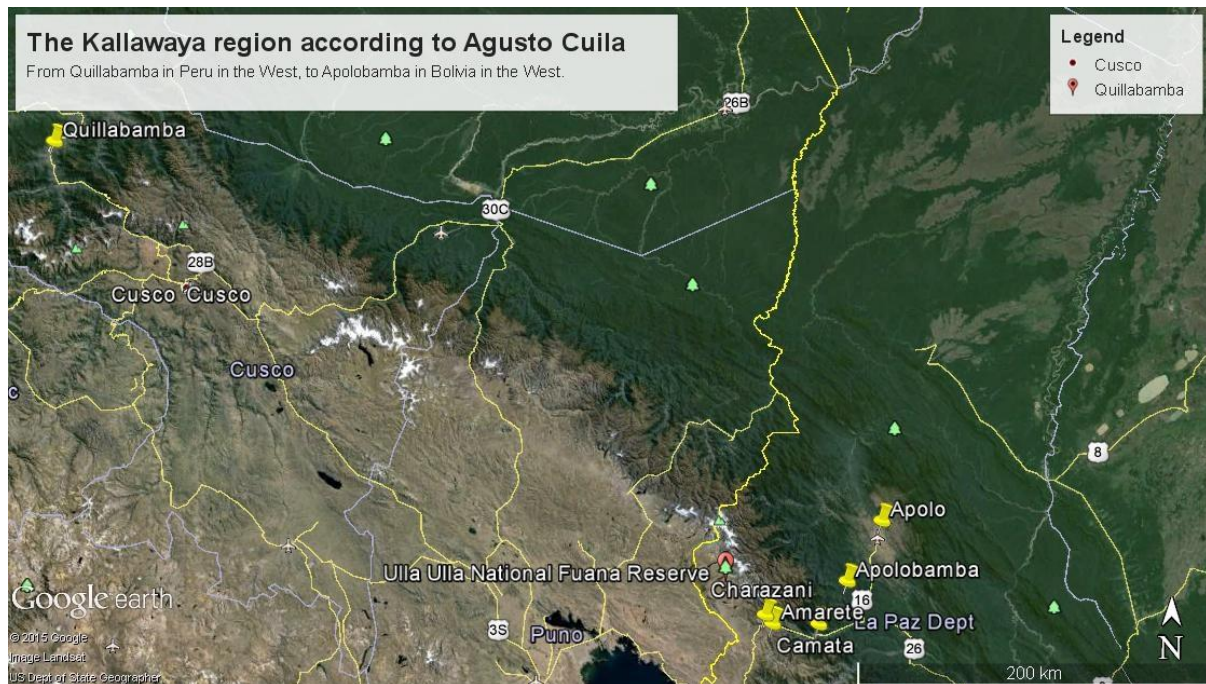 The Kallawaya region according to Agusto Cuila
From Quillabamba in Peru in the West, to Apolobamba in Bolivia in the West.
Legend
Cusco
Quillabamba
26B
Quillabamba
30C
28B
Cusco Cusco
Cusco
c
8
Apolo
Apolobamba
Ulla Ulla National Fuana Reserve
Charazani
16
Amarete
La Paz Dept
Google earth
3S
Puno
Camata
26
N
© 2015 Google
Image Landsat
US Dept of State Geographer
200 km